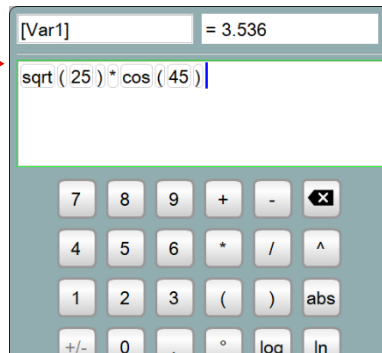 [Var1] = 3.536
sqrt ( 25 ) * cos ( 45 )
7 8 9 + -
4 5 6 * / ^
1 2 3 ( ) abs
+/- 0 . ° log ln